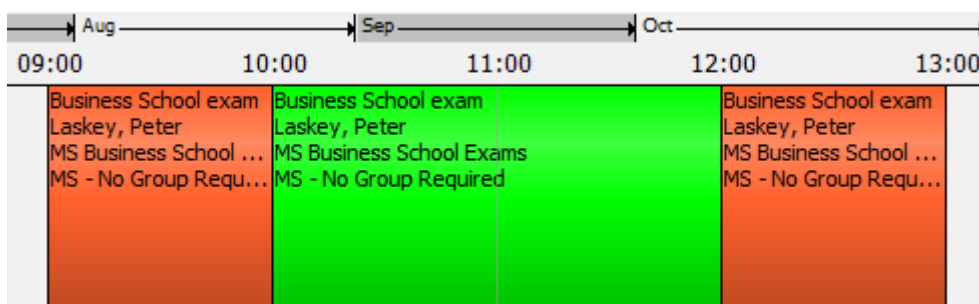 Aug Sep Oct
09:00 10:00 11:00 12:00 13:00
Business School exam
Laskey, Peter
MS Business School ...
MS - No Group Requ...
Business School exam
Laskey, Peter
MS Business School Exams
MS - No Group Required
Business School exam
Laskey, Peter
MS Business School ...
MS - No Group Requ...